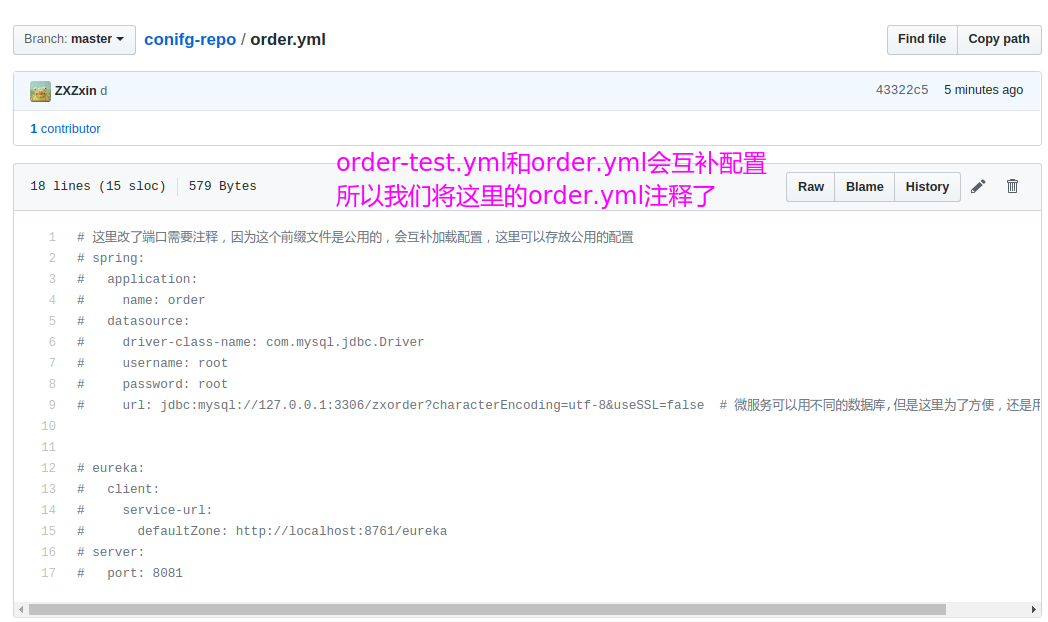 Branch: master
conifg-repo / order.yml
Find file
Copy path
ZXZxin d
43322c5
5 minutes ago
1 contributor
order-test.yml和order.yml会互补配置
所以我们将这里的order.yml注释了
18 lines (15 sloc)
579 Bytes
Raw
Blame
History
1 # 这里改了端口需要注释，因为这个前缀文件是公用的，会互补加载配置，这里可以存放公用的配置
2 # spring:
3 #   application:
4 #     name: order
5 #   datasource:
6 #     driver-class-name: com.mysql.jdbc.Driver
7 #     username: root
8 #     password: root
9 #     url: jdbc:mysql://127.0.0.1:3306/zxorder?characterEncoding=utf-8&useSSL=false  # 微服务可以用不同的数据库,但是这里为了方便，还是用
10
11
12 # eureka:
13 #   client:
14 #     service-url:
15 #       defaultZone: http://localhost:8761/eureka
16 # server:
17 #   port: 8081